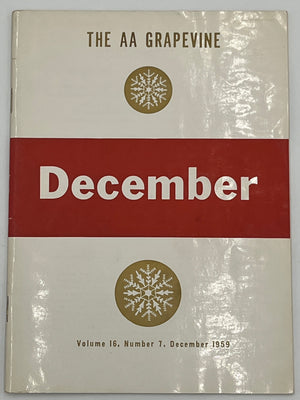 THE AA GRAPEVINE
December
Volume 16, Number 7, December 1959